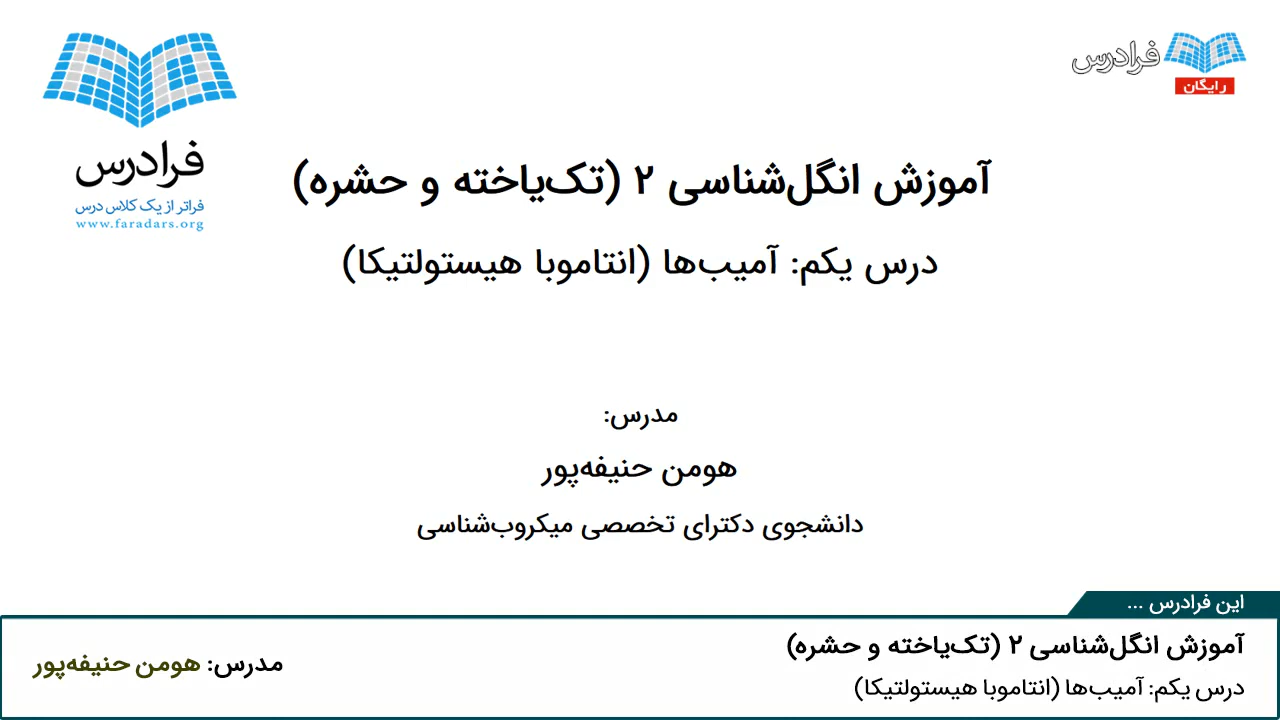 فرادرس
فراتر از یک کلاس درس
www.faradars.org
فرادرس
رایگان
آموزش انگل‌شناسی ۲ (تک‌یاخته و حشره)
درس یکم: آمیب‌ها (انتاموبا هیستولتیکا)
مدرس:
هومن حنیفه‌پور
دانشجوی دکترای تخصصی میکروب‌شناسی
این فرادرس ...
آموزش انگل‌شناسی ۲ (تک‌یاخته و حشره)
درس یکم: آمیب‌ها (انتاموبا هیستولتیکا)
مدرس: هومن حنیفه‌پور